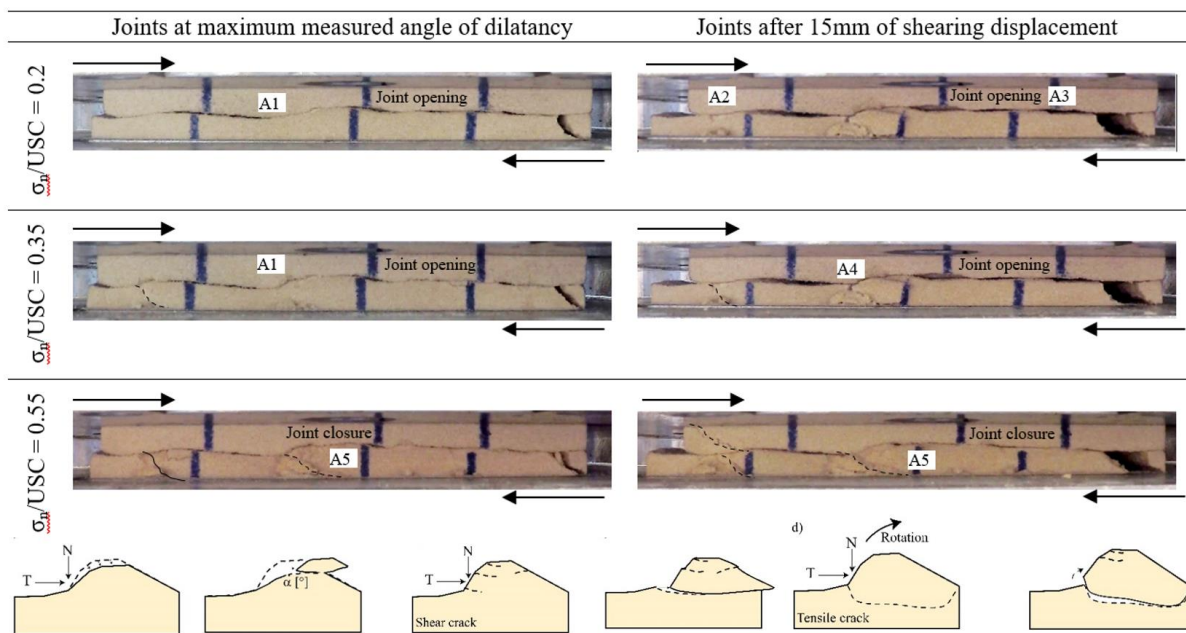 Joints at maximum measured angle of dilatancy
Joints after 15mm of shearing displacement
σn/USC = 0.2
A1
Joint opening
A2
Joint opening
A3
σn/USC = 0.35
A1
Joint opening
A4
Joint opening
σn/USC = 0.55
Joint closure
A5
Joint closure
A5
N
T
α [°]
N
T
Shear crack
d)
Rotation
N
T
Tensile crack